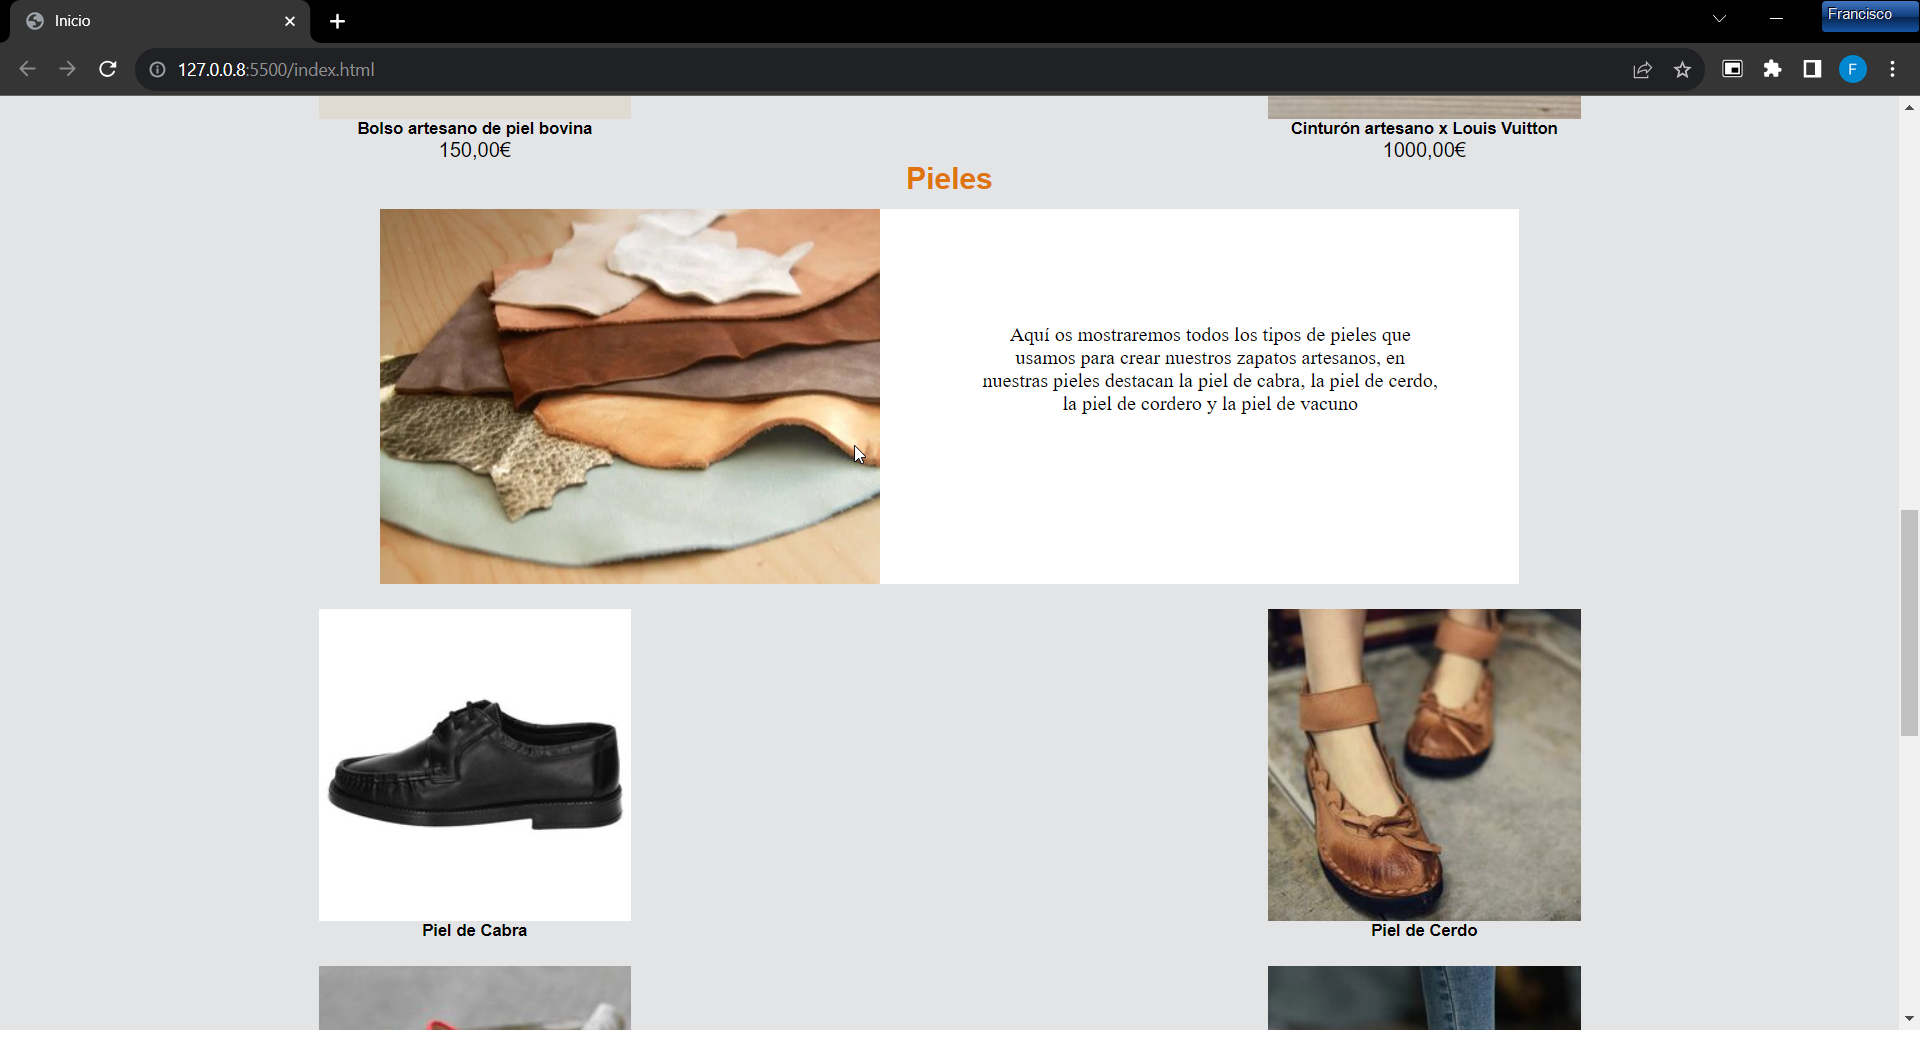 Inicio
Francisco
127.0.0.8:5500/index.html
F
Bolso artesano de piel bovina
150,00€
Cinturón artesano x Louis Vuitton
1000,00€
Pieles
Aquí os mostraremos todos los tipos de pieles que
usamos para crear nuestros zapatos artesanos, en
nuestras pieles destacan la piel de cabra, la piel de cerdo,
la piel de cordero y la piel de vacuno
Piel de Cabra
Piel de Cerdo